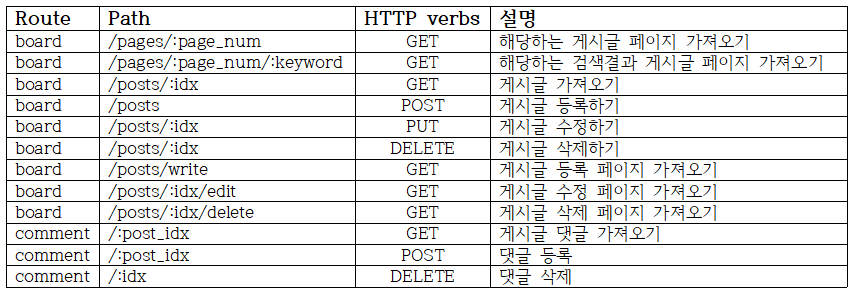 Route Path HTTP verbs 설명
board /pages/:page_num GET 해당하는 게시글 페이지 가져오기
board /pages/:page_num/:keyword GET 해당하는 검색결과 게시글 페이지 가져오기
board /posts/:idx GET 게시글 가져오기
board /posts POST 게시글 등록하기
board /posts/:idx PUT 게시글 수정하기
board /posts/:idx DELETE 게시글 삭제하기
board /posts/write GET 게시글 등록 페이지 가져오기
board /posts/:idx/edit GET 게시글 수정 페이지 가져오기
board /posts/:idx/delete GET 게시글 삭제 페이지 가져오기
comment /:post_idx GET 게시글 댓글 가져오기
comment /:post_idx POST 댓글 등록
comment /:idx DELETE 댓글 삭제